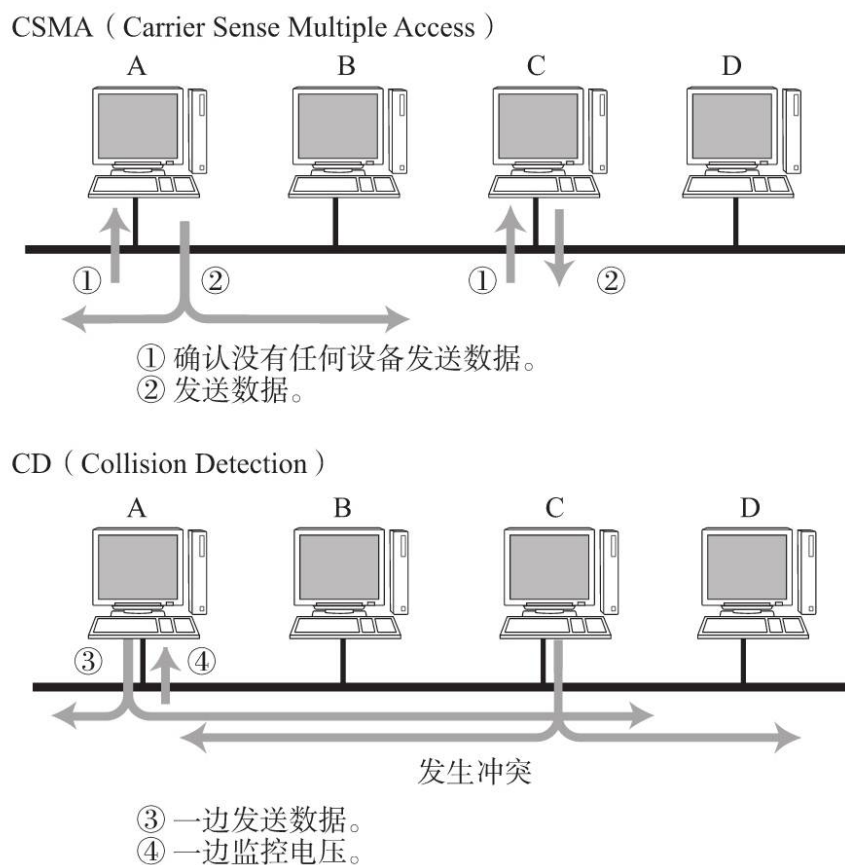 CSMA（Carrier Sense Multiple Access）
A B C D
① ② ① ②
① 确认没有任何设备发送数据。
② 发送数据。
CD（Collision Detection）
A B C D
③ ④
发生冲突
③ 一边发送数据。
④ 一边监控电压。